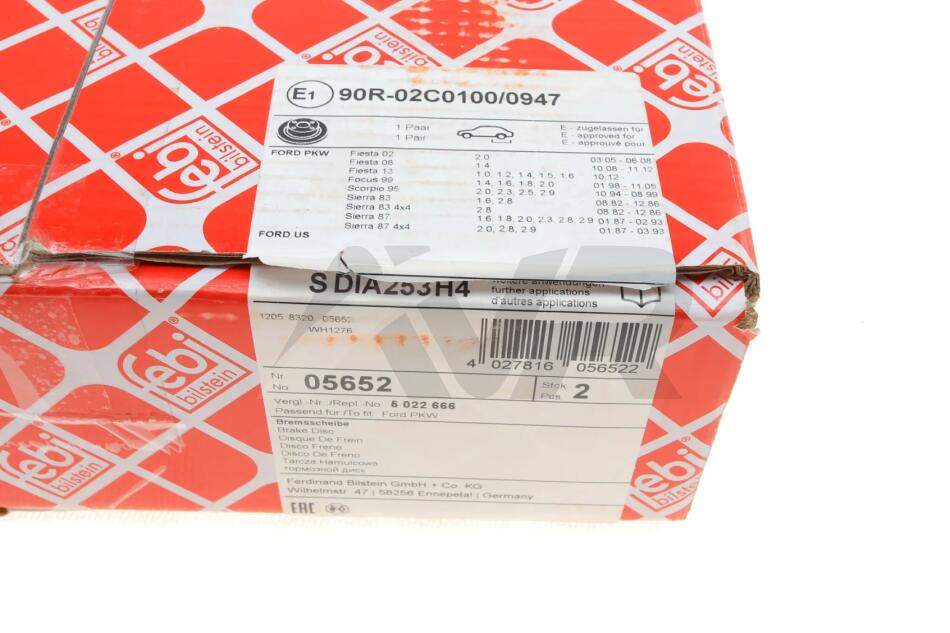 febi bilstein
E1 90R-02C0100/0947
1 Paar
1 Pair
E - zugelassen für
E - approved for
E - approuvé pour
FORD PKW
Fiesta 02 2.0 03.05 - 06.08
Fiesta 08 1.4 10.08 - 11.12
Fiesta 13 1.0, 1.2, 1.4, 1.5, 1.6 10.12 -
Focus 99 1.4, 1.6, 1.8, 2.0 01.98 - 11.05
Scorpio 95 2.0, 2.3, 2.5, 2.9 10.94 - 08.99
Sierra 83 1.6, 2.8 08.82 - 12.86
Sierra 83 4x4 2.8 08.82 - 12.86
Sierra 87 1.6, 1.8, 2.0, 2.3, 2.8, 2.9 01.87 - 02.93
Sierra 87 4x4 2.0, 2.8, 2.9 01.87 - 03.93
FORD US
S DIA253H4
weitere anwendungen
further applications
d'autres applications
1205 8320 05652
WH1276
4 027816 056522
Nr.
No. 05652
Stck.
Pcs. 2
Vergl.-Nr. /Repl.-No. 5 022 666
Passend für /To fit Ford PKW
Bremsscheibe
Brake Disc
Disque De Frein
Disco Freno
Disco De Freno
Tarcza Hamulcowa
тормозной диск
Ferdinand Bilstein GmbH + Co. KG
Wilhelmstr. 47 | 58256 Ennepetal | Germany
EAC